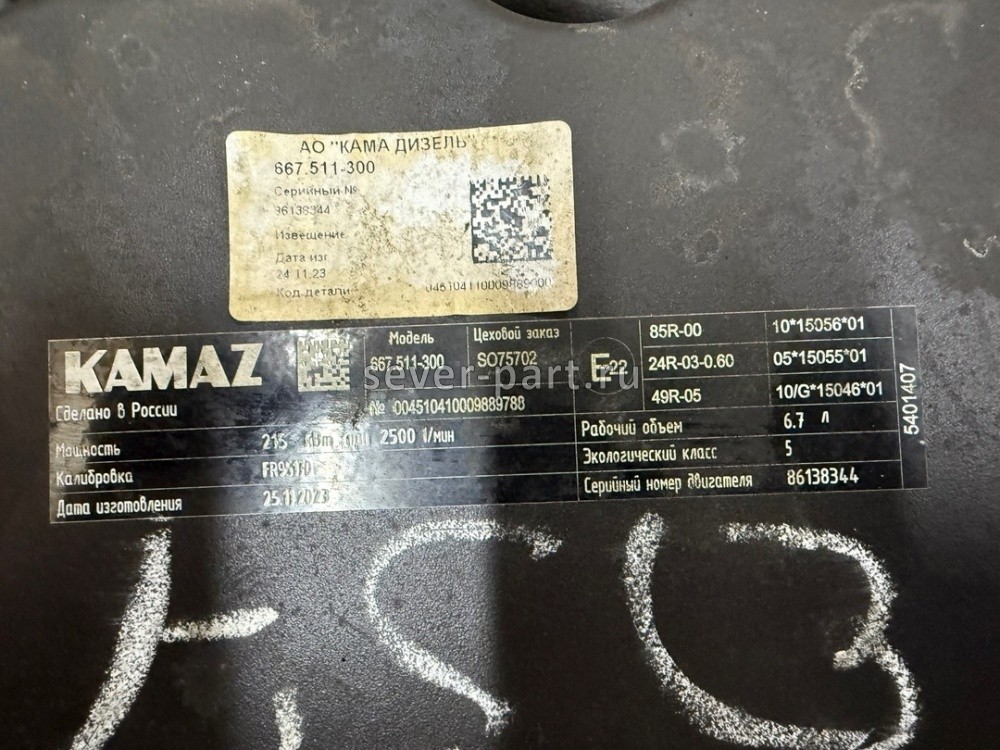 АО "КАМА ДИЗЕЛЬ"
667.511-300
Серийный №
86138344
Извещение
Дата изг
24 11.23
Код детали
KAMAZ
Сделано в России
Модель
667.511-300
Цеховой заказ
SO75702
№ 004510410009889788
Мощность 215 кВт при 2500 1/мин
Калибровка
Дата изготовления 25.11.2023
E22
85R-00 10*15056*01
24R-03-0.60 05*15055*01
49R-05 10/G*15046*01
Рабочий объем 6.7 л
Экологический класс 5
Серийный номер двигателя 86138344
5401407
sever-part.ru